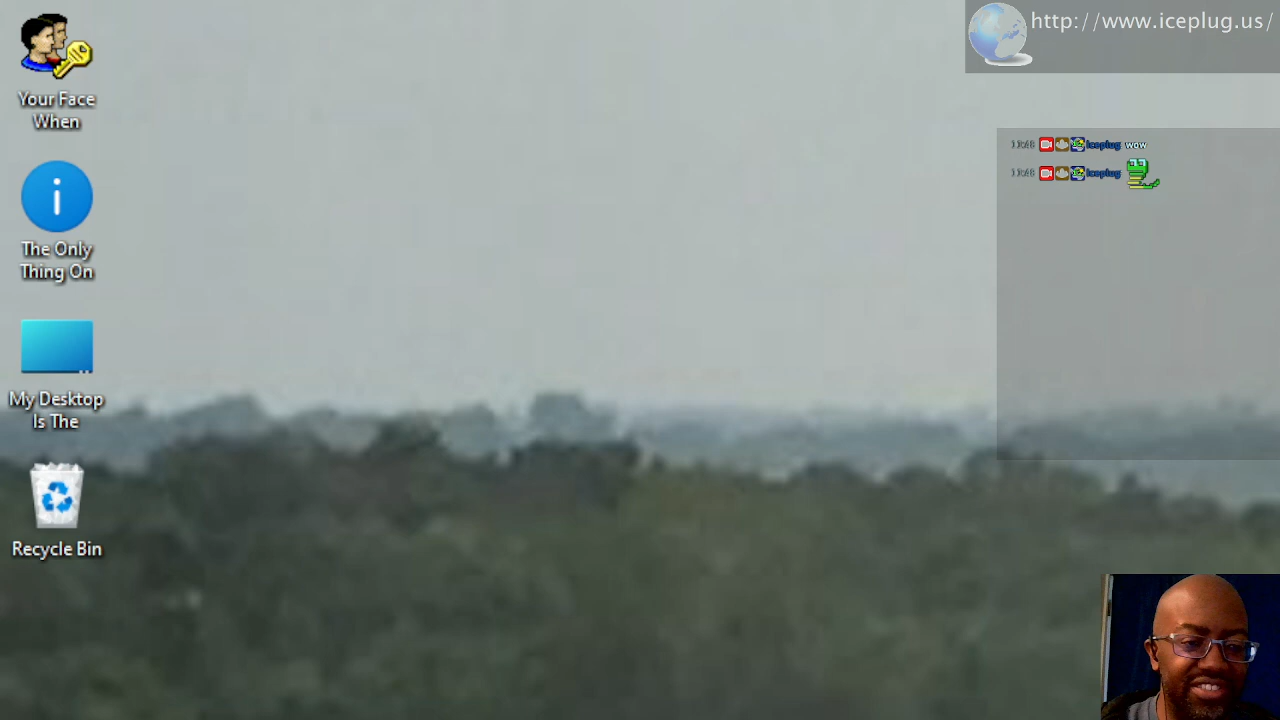 Your Face
When
The Only
Thing On
My Desktop
Is The
Recycle Bin
http://www.iceplug.us/
iceplug wow
iceplug